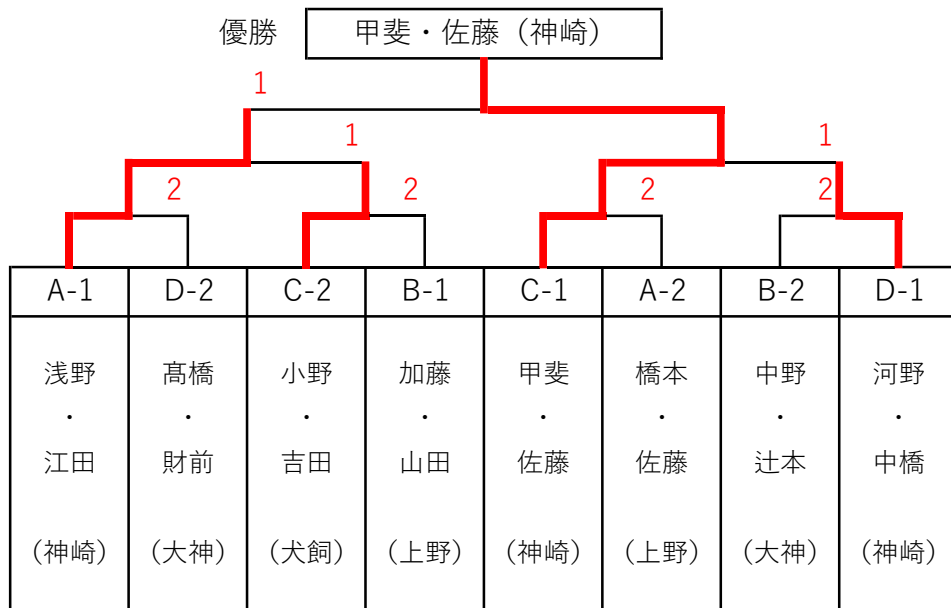 優勝 甲斐・佐藤（神崎）
1
1 1
2 2 2 2
A-1 D-2 C-2 B-1 C-1 A-2 B-2 D-1
浅野 髙橋 小野 加藤 甲斐 橋本 中野 河野
・ ・ ・ ・ ・ ・ ・ ・
江田 財前 吉田 山田 佐藤 佐藤 辻本 中橋
（神崎） （大神） （犬飼） （上野） （神崎） （上野） （大神） （神崎）